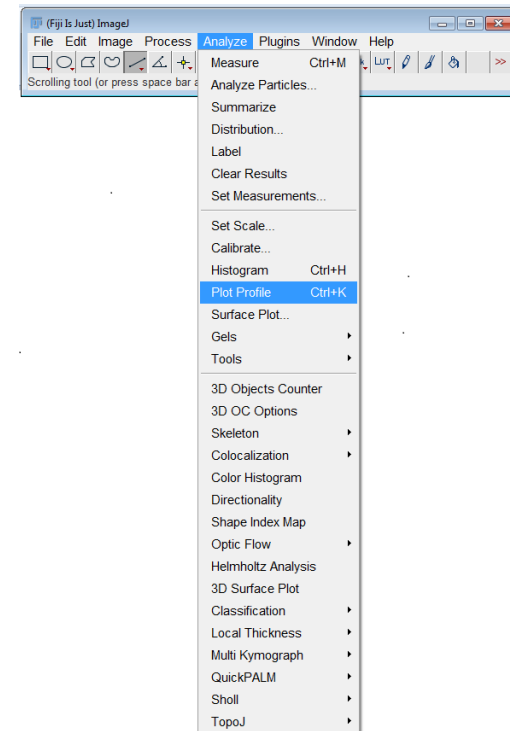 (Fiji Is Just) ImageJ
File Edit Image Process Analyze Plugins Window Help
LUT >>
Scrolling tool (or press space bar a
Measure Ctrl+M
Analyze Particles...
Summarize
Distribution...
Label
Clear Results
Set Measurements...
Set Scale...
Calibrate...
Histogram Ctrl+H
Plot Profile Ctrl+K
Surface Plot...
Gels
Tools
3D Objects Counter
3D OC Options
Skeleton
Colocalization
Color Histogram
Directionality
Shape Index Map
Optic Flow
Helmholtz Analysis
3D Surface Plot
Classification
Local Thickness
Multi Kymograph
QuickPALM
Sholl
TopoJ